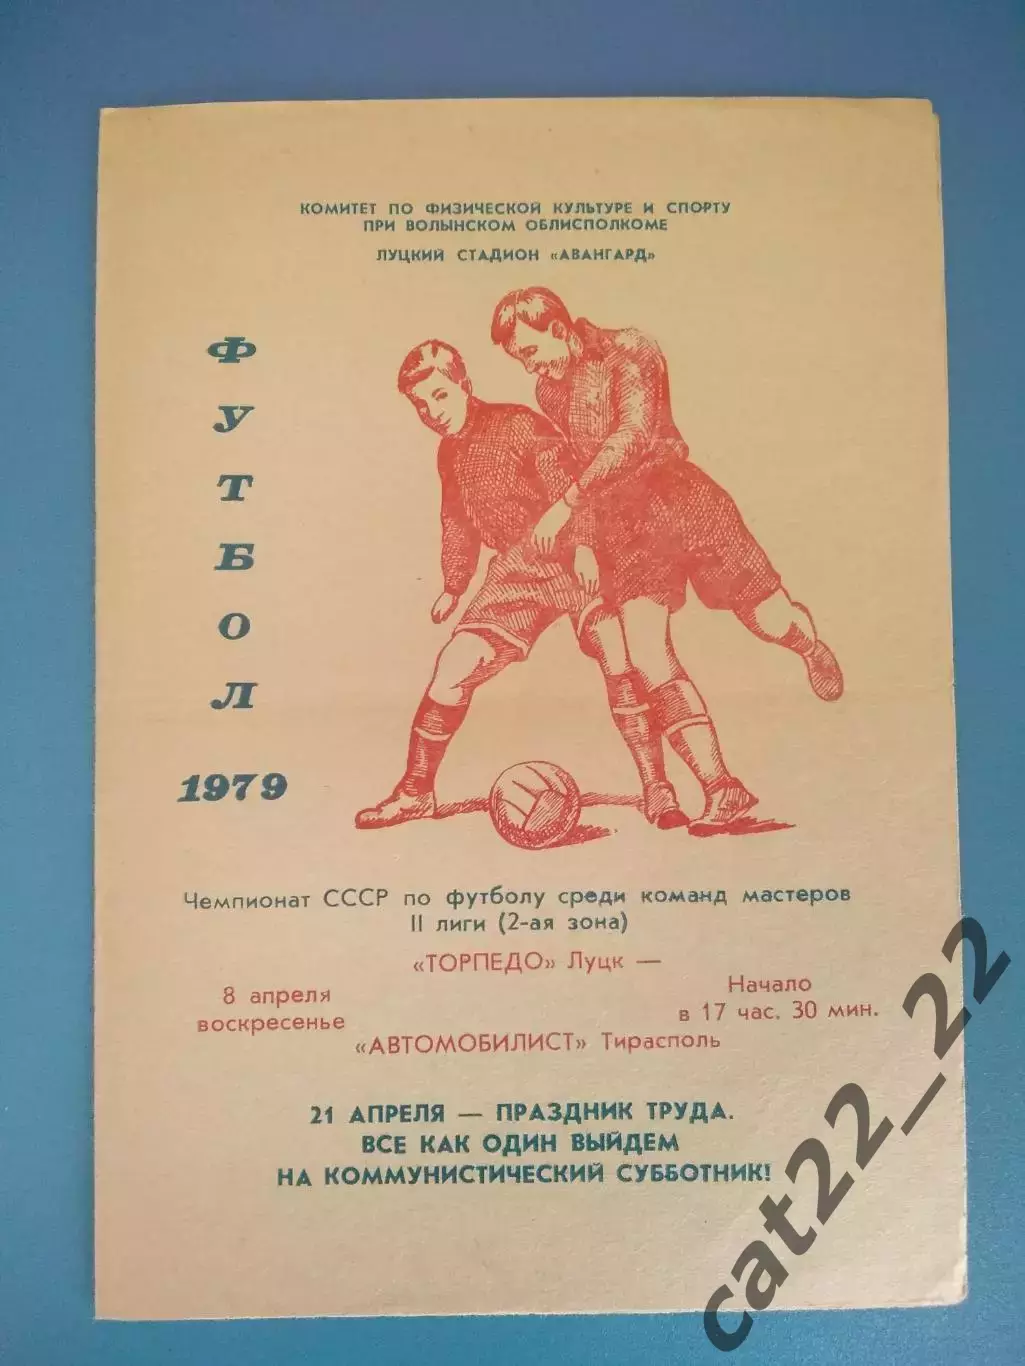 КОМИТЕТ ПО ФИЗИЧЕСКОЙ КУЛЬТУРЕ И СПОРТУ
ПРИ ВОЛЫНСКОМ ОБЛИСПОЛКОМЕ
ЛУЦКИЙ СТАДИОН «АВАНГАРД»
ФУТБОЛ
1979
Чемпионат СССР по футболу среди команд мастеров
II лиги (2-ая зона)
«ТОРПЕДО» Луцк —
8 апреля
воскресенье
Начало
в 17 час. 30 мин.
«АВТОМОБИЛИСТ» Тирасполь
21 АПРЕЛЯ — ПРАЗДНИК ТРУДА.
ВСЕ КАК ОДИН ВЫЙДЕМ
НА КОММУНИСТИЧЕСКИЙ СУББОТНИК!
cat22_22